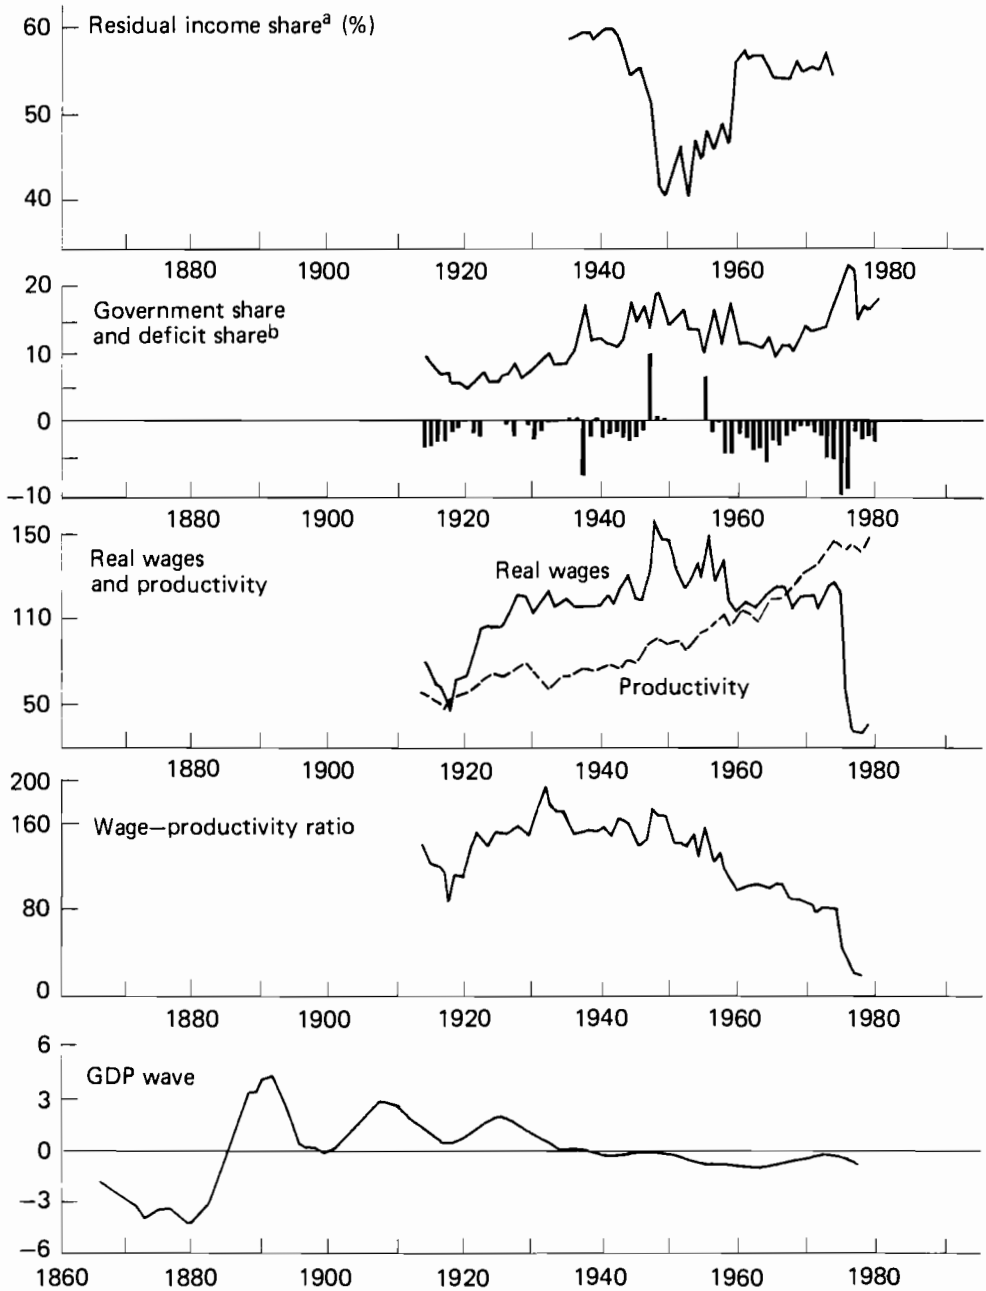 60
Residual income shareᵃ (%)
50
40
1880 1900 1920 1940 1960 1980
20
Government share
and deficit shareᵇ
10
0
−10
1880 1900 1920 1940 1960 1980
150
Real wages
and productivity
Real wages
110
Productivity
50
1880 1900 1920 1940 1960 1980
200
160
Wage—productivity ratio
80
0
1880 1900 1920 1940 1960 1980
6
GDP wave
3
0
−3
−6
1860 1880 1900 1920 1940 1960 1980